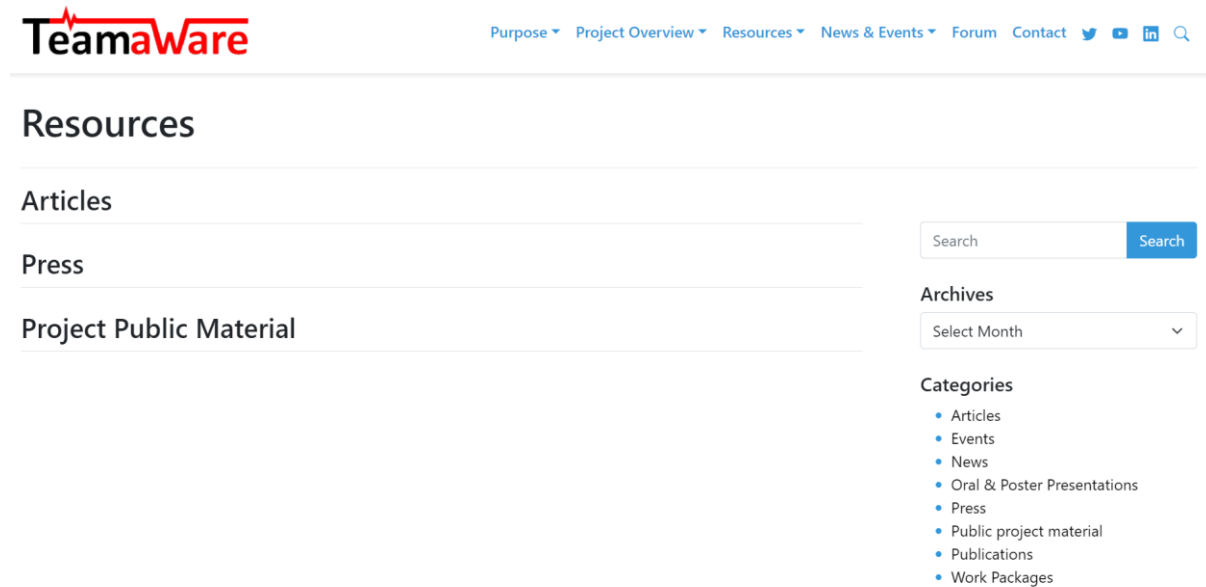 TeamaWare
Purpose Project Overview Resources News & Events Forum Contact
Resources
Articles
Press
Project Public Material
Search Search
Archives
Select Month
Categories
Articles
Events
News
Oral & Poster Presentations
Press
Public project material
Publications
Work Packages